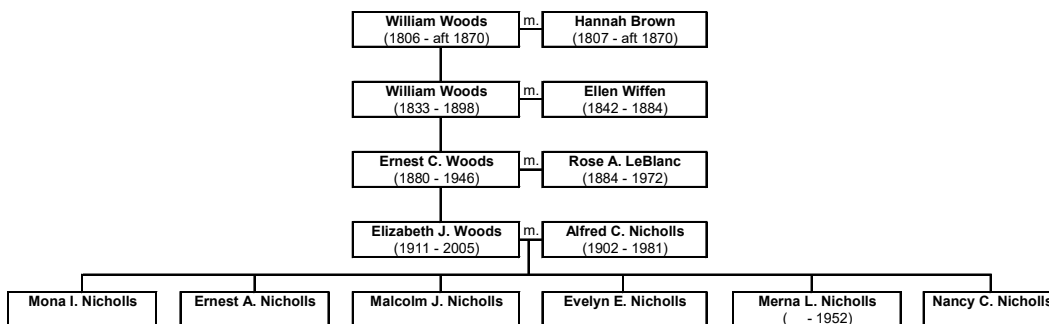 William Woods m. Hannah Brown
(1806 - aft 1870) (1807 - aft 1870)
William Woods m. Ellen Wiffen
(1833 - 1898) (1842 - 1884)
Ernest C. Woods m. Rose A. LeBlanc
(1880 - 1946) (1884 - 1972)
Elizabeth J. Woods m. Alfred C. Nicholls
(1911 - 2005) (1902 - 1981)
Mona I. Nicholls Ernest A. Nicholls Malcolm J. Nicholls Evelyn E. Nicholls Merna L. Nicholls Nancy C. Nicholls
( - 1952)